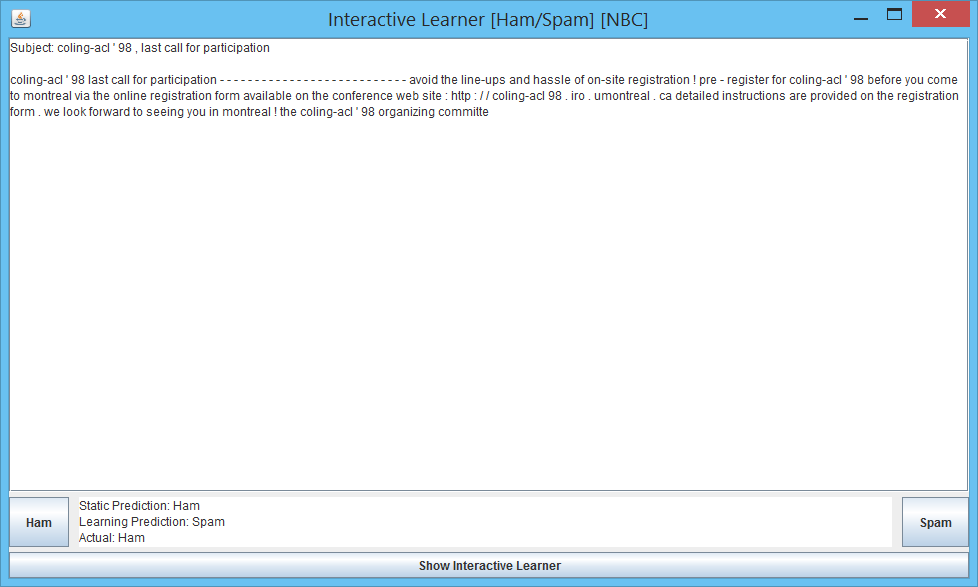 Interactive Learner [Ham/Spam] [NBC]
Subject: coling-acl ' 98 , last call for participation
coling-acl ' 98 last call for participation - - - - - - - - - - - - - - - - - - - - - - - - - - - avoid the line-ups and hassle of on-site registration ! pre - register for coling-acl ' 98 before you come
to montreal via the online registration form available on the conference web site : http : / / coling-acl 98 . iro . umontreal . ca detailed instructions are provided on the registration
form . we look forward to seeing you in montreal ! the coling-acl ' 98 organizing committe
Ham
Static Prediction: Ham
Learning Prediction: Spam
Actual: Ham
Spam
Show Interactive Learner